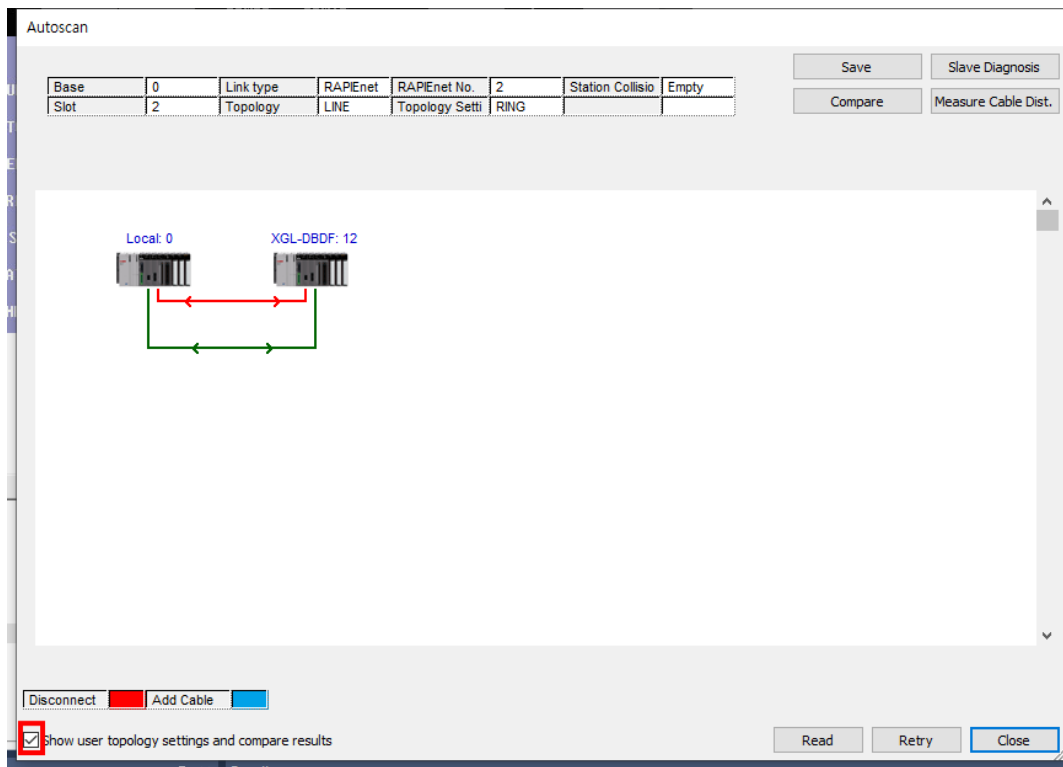 Autoscan
Save
Slave Diagnosis
Base 0 Link type RAPIEnet RAPIEnet No. 2 Station Collisio Empty
Slot 2 Topology LINE Topology Setti RING
Compare
Measure Cable Dist.
Local: 0
XGL-DBDF: 12
Disconnect
Add Cable
Show user topology settings and compare results
Read
Retry
Close